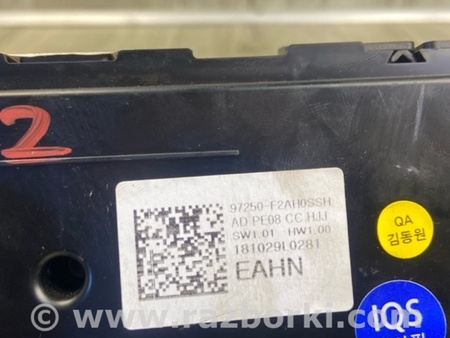 2
97250-F2AH0SSH
AD PE08 CC HJJ
SW1.01 HW1.00
181029L0281
EAHN
QA
김동원
IQS
www.razborki.com